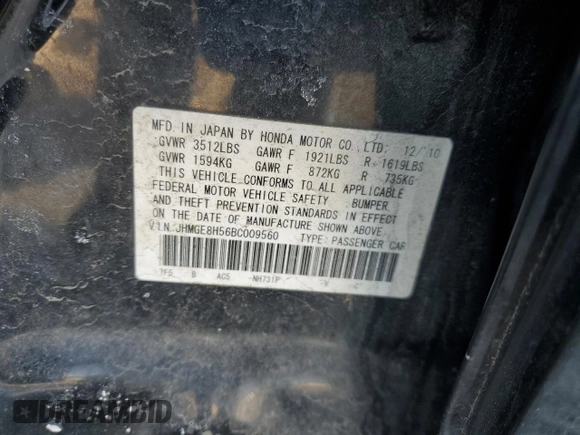 MFD. IN JAPAN BY HONDA MOTOR CO., LTD. 12/10
GVWR 3512LBS GAWR F 1921LBS R 1619LBS
GVWR 1594KG GAWR F 872KG R 735KG
THIS VEHICLE CONFORMS TO ALL APPLICABLE
FEDERAL MOTOR VEHICLE SAFETY BUMPER
AND THEFT PREVENTION STANDARDS IN EFFECT
ON THE DATE OF MANUFACTURE SHOWN ABOVE.
V.I.N. JHMGE8H56BC009560 TYPE: PASSENGER CAR
B AC5 NH731P
DREAMBID